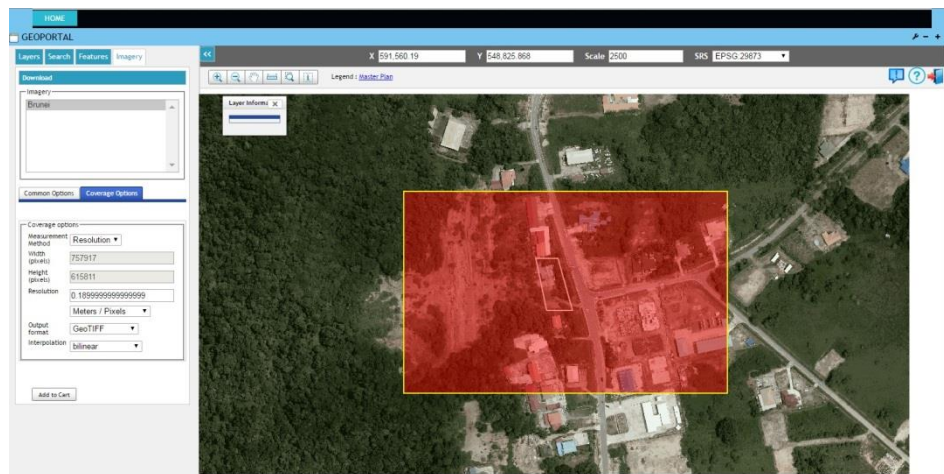 HOME
GEOPORTAL
Layers Search Features Imagery
X 591,560.19 Y 548,825.868 Scale 2500 SRS EPSG:29873
Download
Legend : Master Plan
Imagery
Brunei
Layer Informa x
Common Options Coverage Options
Coverage options
Measurement Method Resolution
Width (pixels) 757917
Height (pixels) 615811
Resolution 0.1899999999999999
Meters / Pixels
Output format GeoTIFF
Interpolation bilinear
Add to Cart